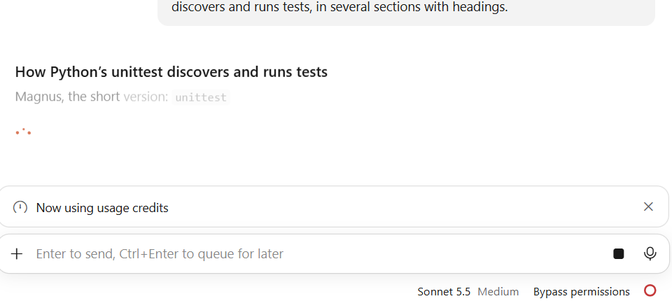 discovers and runs tests, in several sections with headings.
How Python’s unittest discovers and runs tests
Magnus, the short version: unittest
Now using usage credits
Enter to send, Ctrl+Enter to queue for later
Sonnet 5.5 Medium Bypass permissions